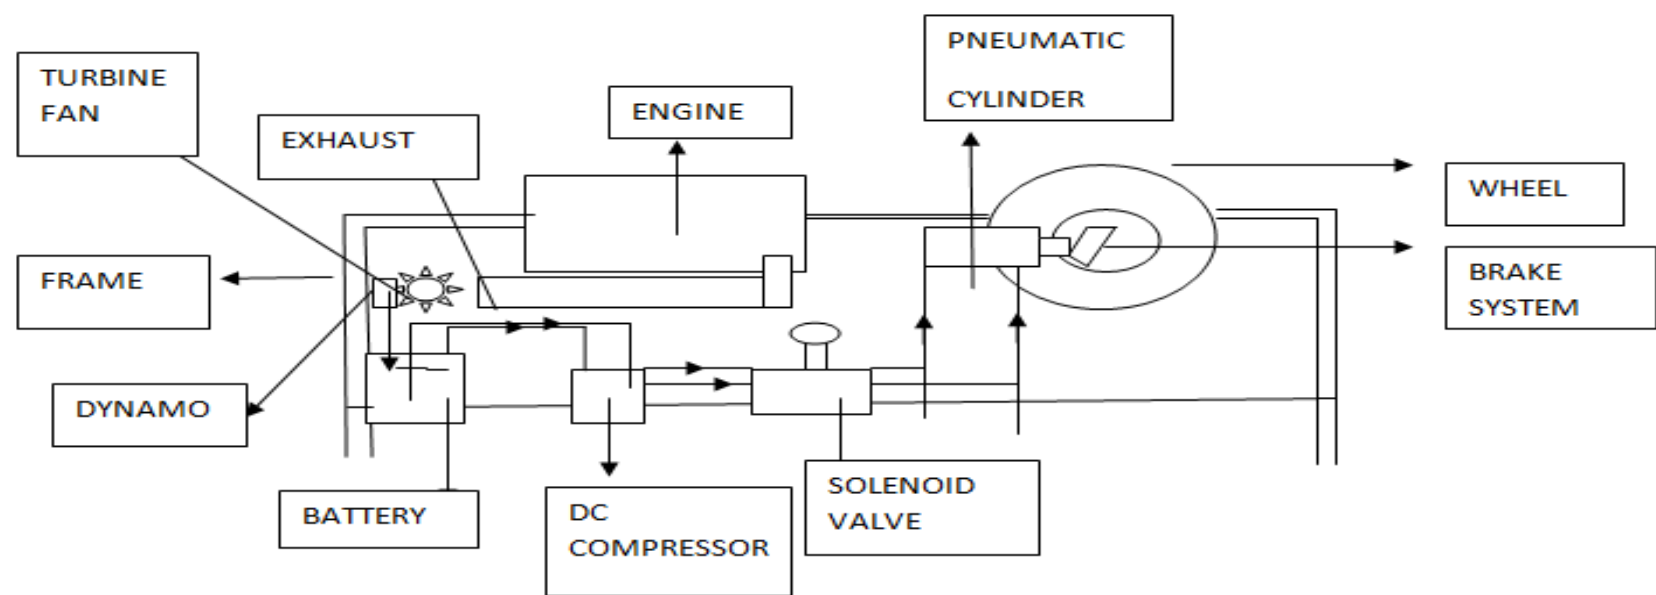 PNEUMATIC
CYLINDER
TURBINE
FAN
ENGINE
EXHAUST
WHEEL
FRAME
BRAKE
SYSTEM
DYNAMO
SOLENOID
VALVE
BATTERY
DC
COMPRESSOR